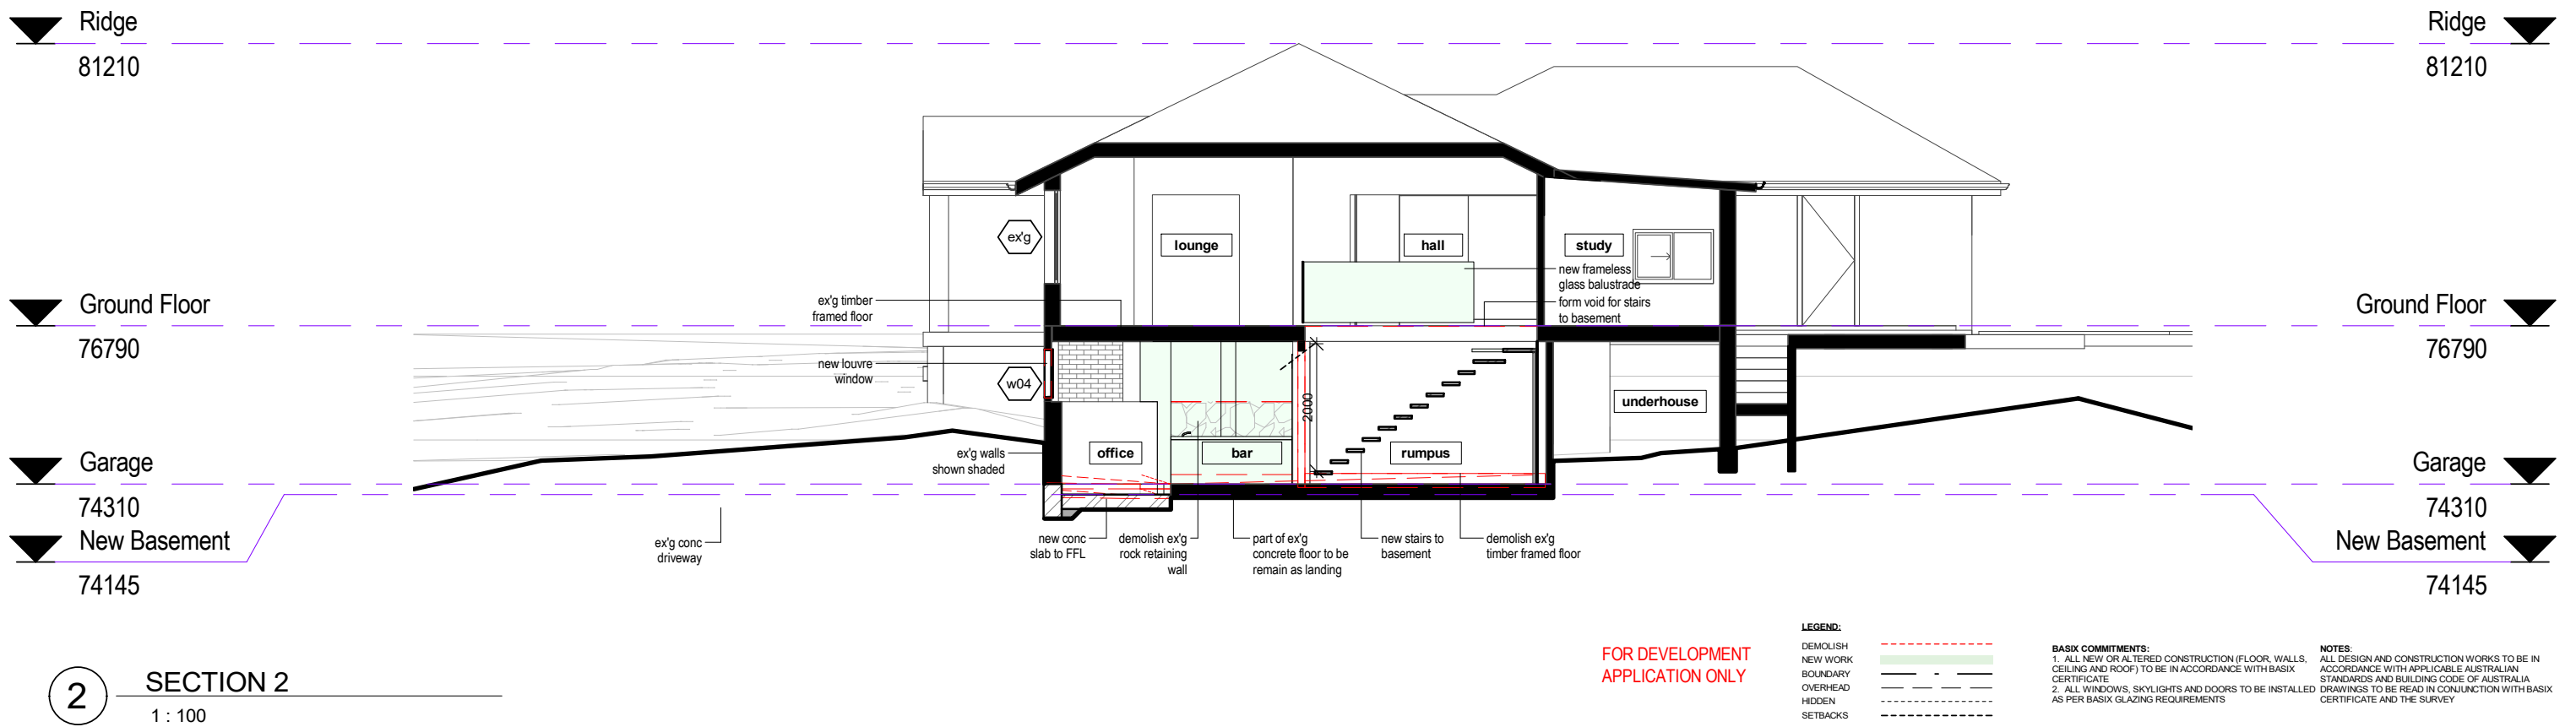 Ridge
81210
Ridge
81210
ex'g
lounge
hall
study
new frameless
glass balustrade
form void for stairs
to basement
ex'g timber
framed floor
Ground Floor
76790
Ground Floor
76790
new louvre
window
w04
2000
underhouse
office
bar
rumpus
ex'g walls
shown shaded
Garage
74310
Garage
74310
New Basement
74145
New Basement
74145
ex'g conc
driveway
new conc
slab to FFL
demolish ex'g
rock retaining
wall
part of ex'g
concrete floor to be
remain as landing
new stairs to
basement
demolish ex'g
timber framed floor
2
SECTION 2
1 : 100
FOR DEVELOPMENT
APPLICATION ONLY
LEGEND:
DEMOLISH
NEW WORK
BOUNDARY
OVERHEAD
HIDDEN
SETBACKS
BASIX COMMITMENTS:
1. ALL NEW OR ALTERED CONSTRUCTION (FLOOR, WALLS,
CEILING AND ROOF) TO BE IN ACCORDANCE WITH BASIX
CERTIFICATE
2. ALL WINDOWS, SKYLIGHTS AND DOORS TO BE INSTALLED
AS PER BASIX GLAZING REQUIREMENTS
NOTES:
ALL DESIGN AND CONSTRUCTION WORKS TO BE IN
ACCORDANCE WITH APPLICABLE AUSTRALIAN
STANDARDS AND BUILDING CODE OF AUSTRALIA
DRAWINGS TO BE READ IN CONJUNCTION WITH BASIX
CERTIFICATE AND THE SURVEY